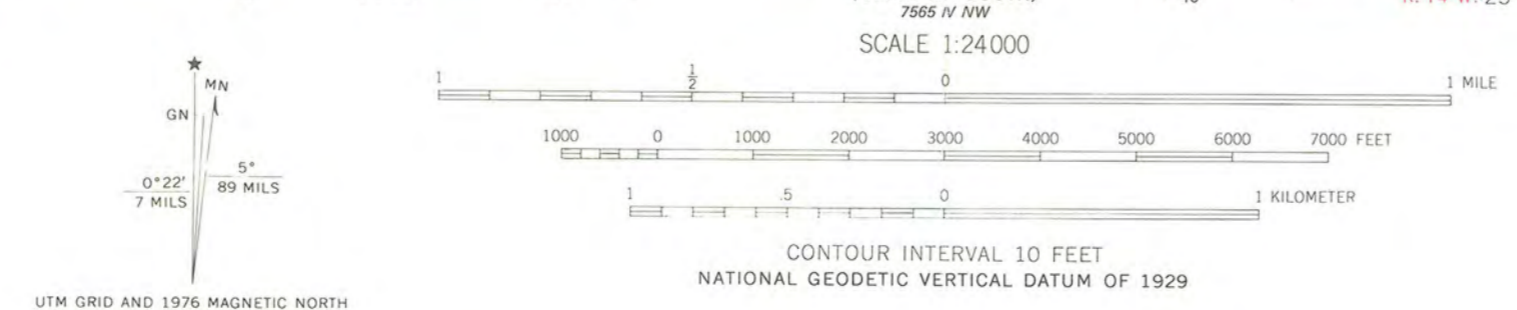 7565 IV NW
SCALE 1:24000
★
MN
GN
0°22'
7 MILS
5°
89 MILS
UTM GRID AND 1976 MAGNETIC NORTH
1 ½ 0 1 MILE
1000 0 1000 2000 3000 4000 5000 6000 7000 FEET
1 .5 0 1 KILOMETER
CONTOUR INTERVAL 10 FEET
NATIONAL GEODETIC VERTICAL DATUM OF 1929